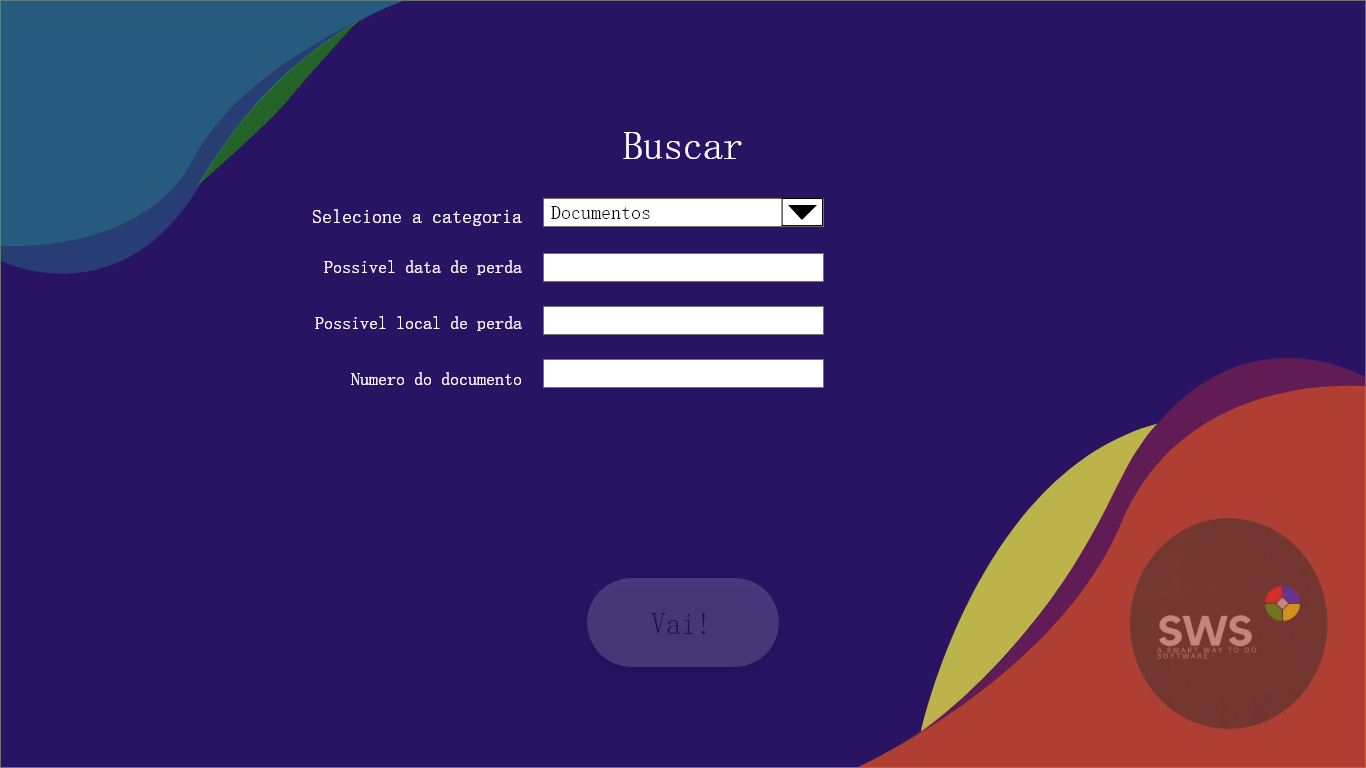 Buscar
Selecione a categoria
Documentos
Possivel data de perda
Possivel local de perda
Numero do documento
Vai!
SWS
A SMART WAY TO DO
SOFTWARE